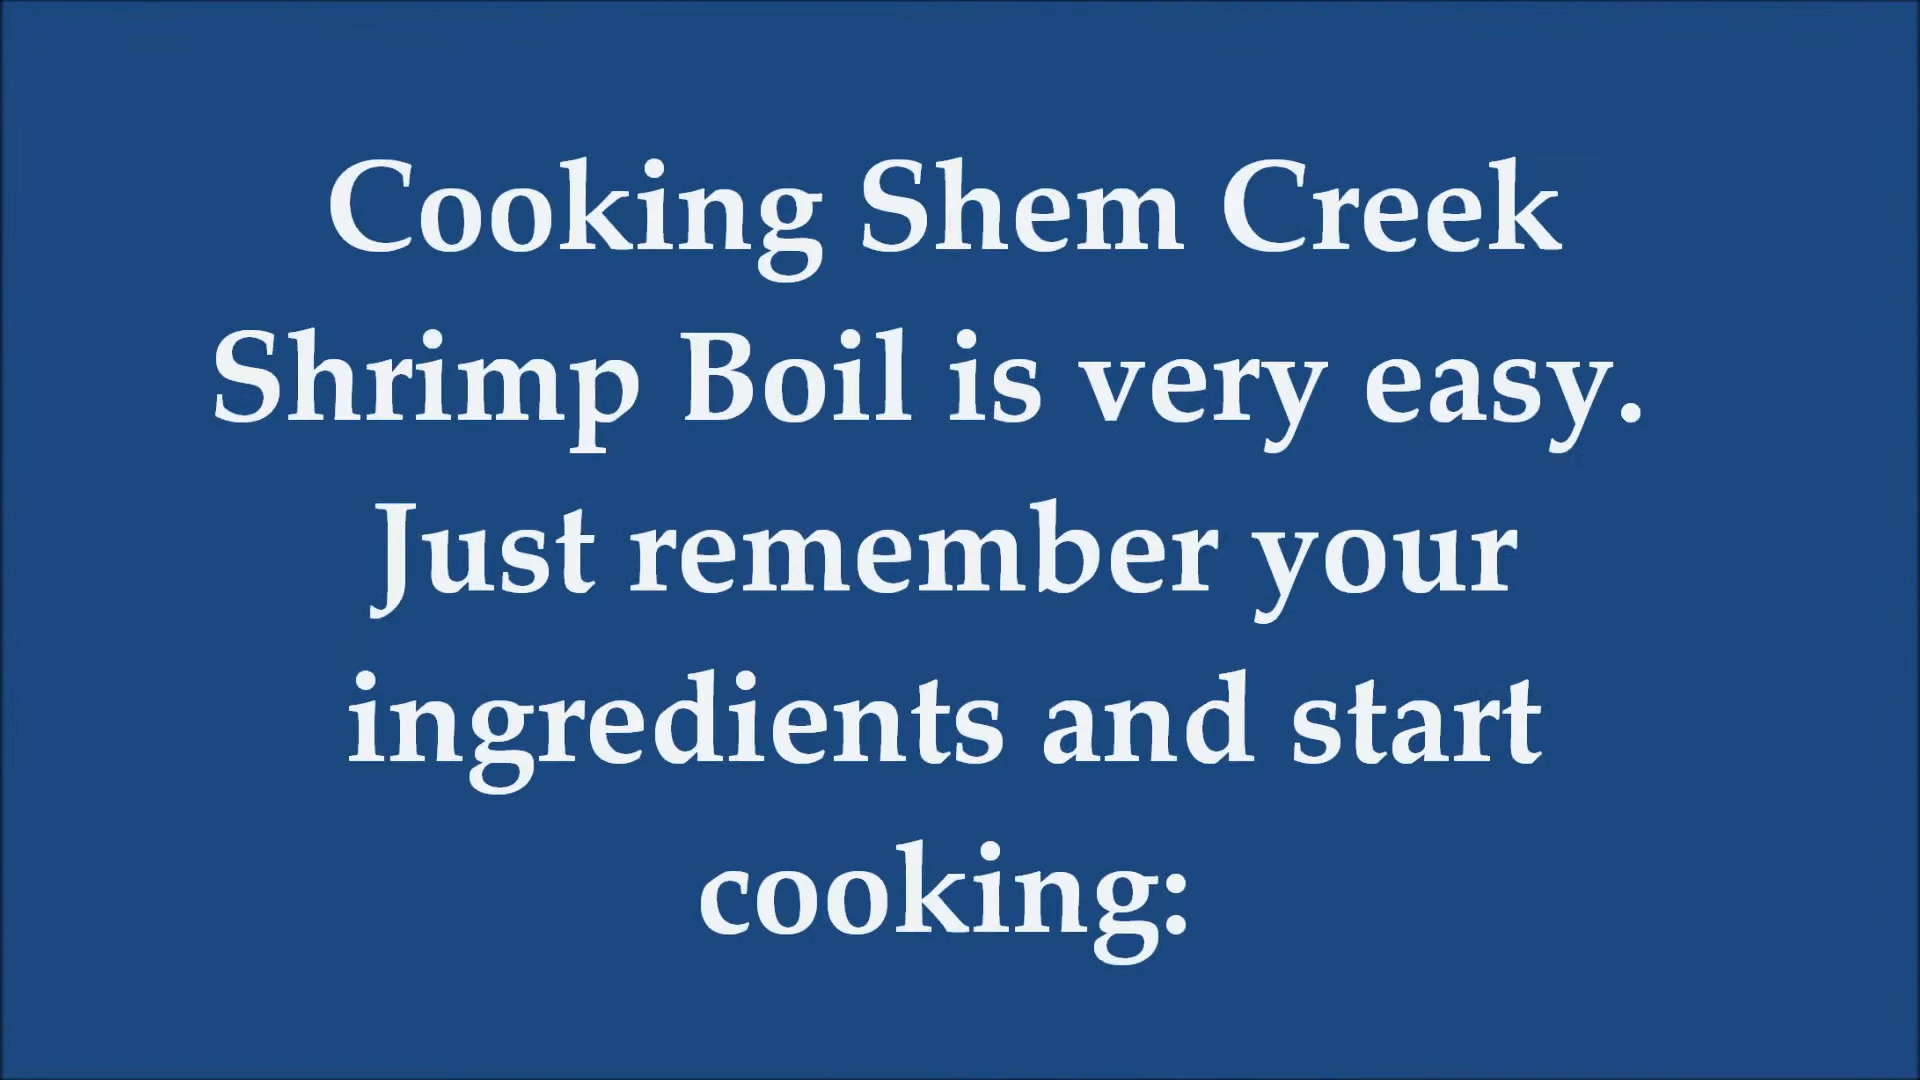 Cooking Shem Creek
Shrimp Boil is very easy.
Just remember your
ingredients and start
cooking: